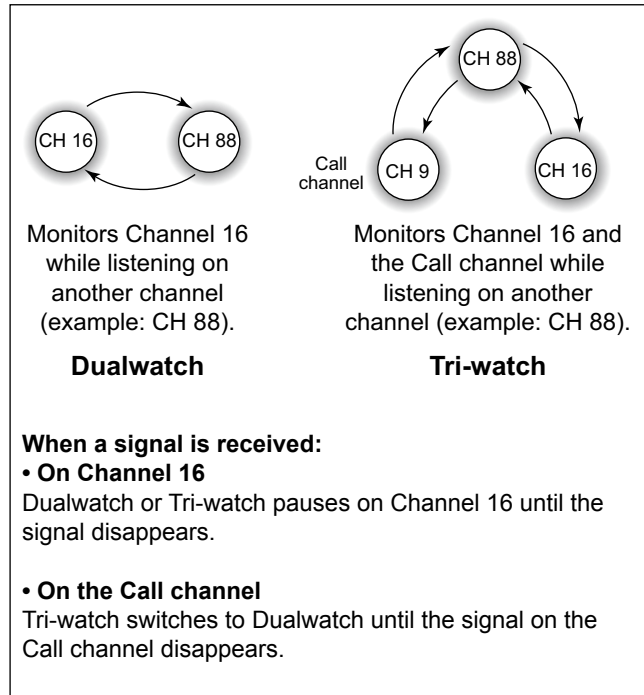 CH 16
CH 88
Monitors Channel 16
while listening on
another channel
(example: CH 88).
Dualwatch
CH 88
Call
channel
CH 9
CH 16
Monitors Channel 16 and
the Call channel while
listening on another
channel (example: CH 88).
Tri-watch
When a signal is received:
• On Channel 16
Dualwatch or Tri-watch pauses on Channel 16 until the
signal disappears.
• On the Call channel
Tri-watch switches to Dualwatch until the signal on the
Call channel disappears.